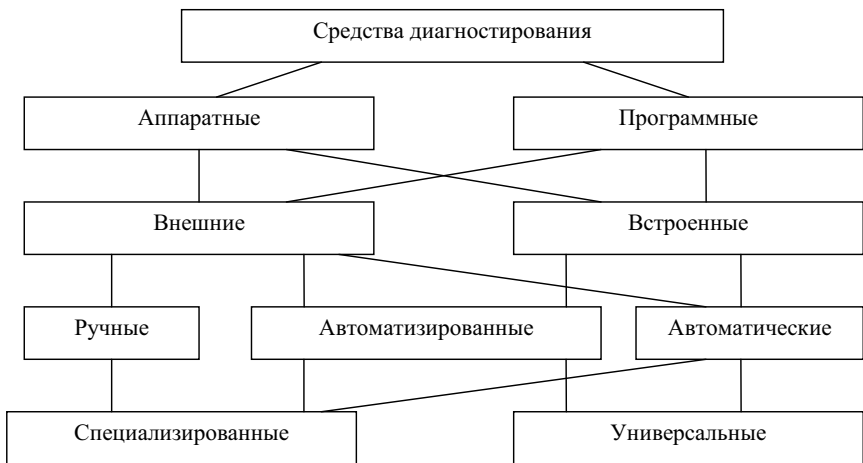 Средства диагностирования
Аппаратные
Программные
Внешние
Встроенные
Ручные
Автоматизированные
Автоматические
Специализированные
Универсальные